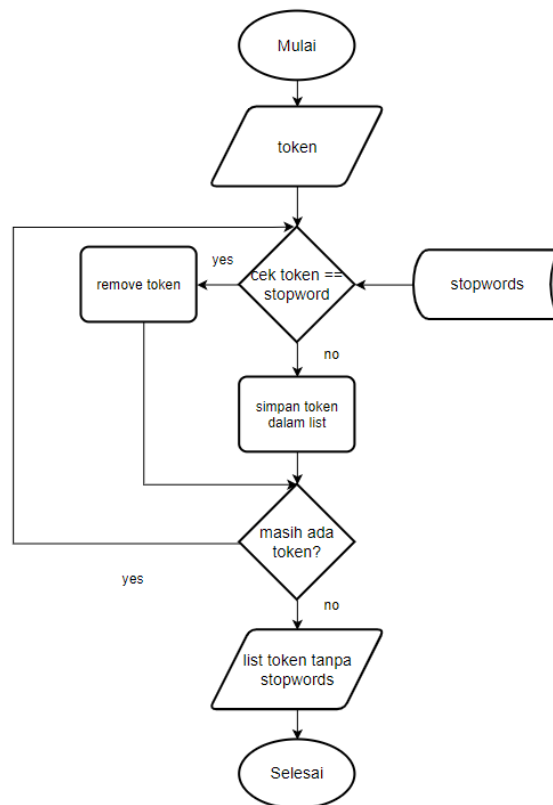 Mulai
token
yes
remove token
cek token ==
stopword
stopwords
no
simpan token
dalam list
masih ada
token?
yes
no
list token tanpa
stopwords
Selesai